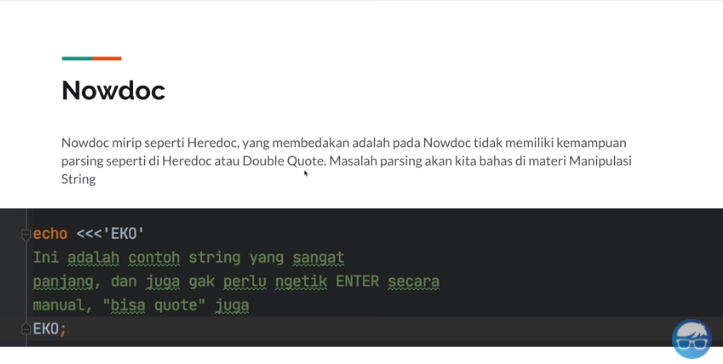 Nowdoc
Nowdoc mirip seperti Heredoc, yang membedakan adalah pada Nowdoc tidak memiliki kemampuan
parsing seperti di Heredoc atau Double Quote. Masalah parsing akan kita bahas di materi Manipulasi
String
echo <<<'EKO'
Ini adalah contoh string yang sangat
panjang, dan juga gak perlu ngetik ENTER secara
manual, "bisa quote" juga
EKO;